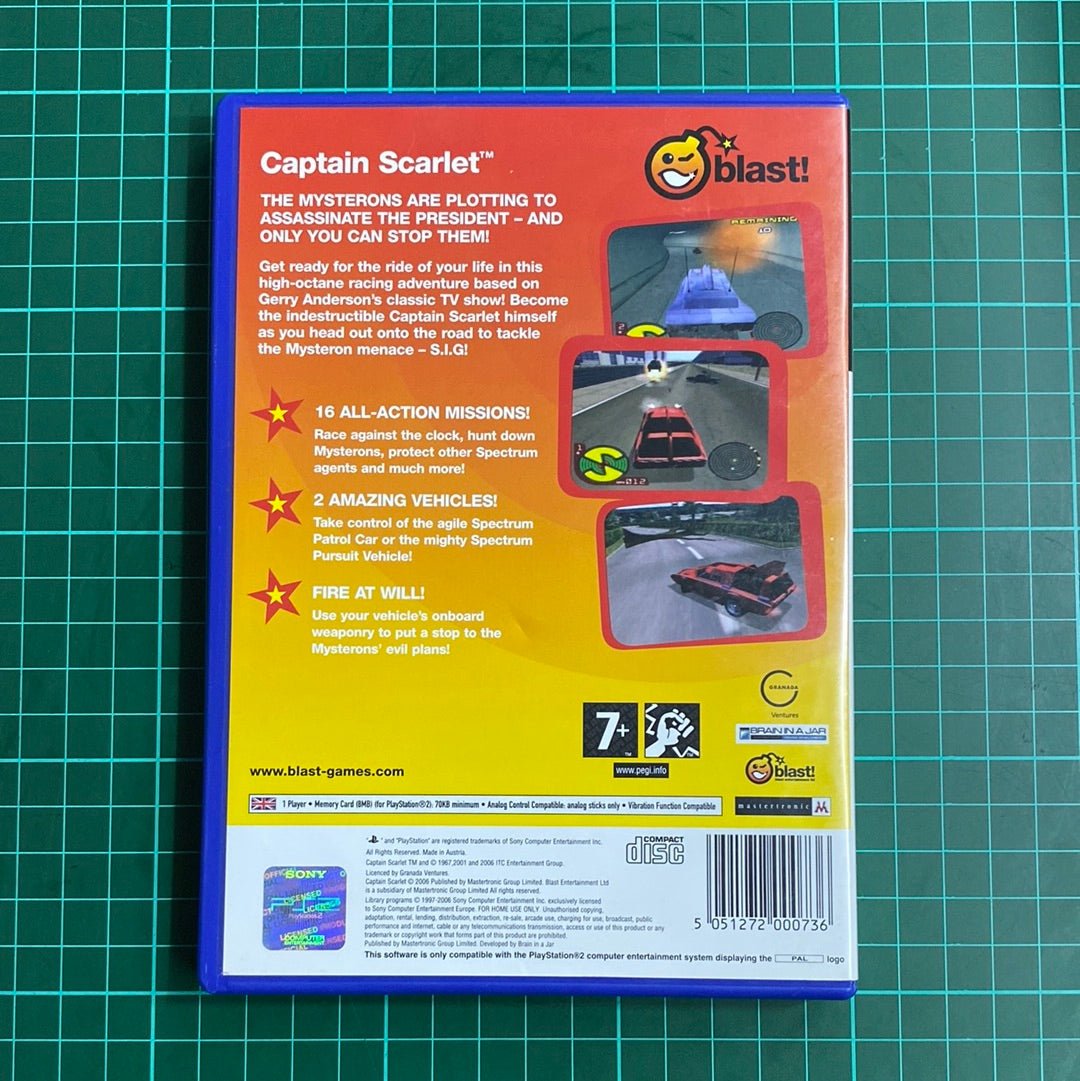 Captain Scarlet™
blast!
THE MYSTERONS ARE PLOTTING TO
ASSASSINATE THE PRESIDENT – AND
ONLY YOU CAN STOP THEM!
Get ready for the ride of your life in this
high-octane racing adventure based on
Gerry Anderson's classic TV show! Become
the indestructible Captain Scarlet himself
as you head out onto the road to tackle
the Mysteron menace – S.I.G!
REMAINING
10
16 ALL-ACTION MISSIONS!
Race against the clock, hunt down
Mysterons, protect other Spectrum
agents and much more!
012
2 AMAZING VEHICLES!
Take control of the agile Spectrum
Patrol Car or the mighty Spectrum
Pursuit Vehicle!
FIRE AT WILL!
Use your vehicle's onboard
weaponry to put a stop to the
Mysterons' evil plans!
GRANADA
Ventures
7+
™
™
BRAIN IN A JAR
www.pegi.info
blast!
blast entertainment ltd
www.blast-games.com
1 Player • Memory Card (8MB) (for PlayStation®2): 70KB minimum • Analog Control Compatible: analog sticks only • Vibration Function Compatible
mastertronic
" " and "PlayStation" are registered trademarks of Sony Computer Entertainment Inc.
All Rights Reserved. Made in Austria.
Captain Scarlet TM and © 1967,2001 and 2006 ITC Entertainment Group.
Licenced by Granada Ventures.
Captain Scarlet © 2006 Published by Mastertronic Group Limited. Blast Entertainment Ltd
is a subsidiary of Mastertronic Group Limited All rights reserved.
Library programs © 1997-2006 Sony Computer Entertainment Inc. exclusively licensed
to Sony Computer Entertainment Europe. FOR HOME USE ONLY Unauthorised copying,
adaptation, rental, lending, distribution, extraction, re-sale, arcade use, charging for use, broadcast, public
performance and internet, cable or any telecommunications transmission, access or use of this product or any
trademark or copyright work that forms part of this product are prohibited.
Published by Mastertronic Group Limited. Developed by Brain in a Jar
This software is only compatible with the PlayStation®2 computer entertainment system displaying the PAL logo
COMPACT
disc
5 051272 000736
SONY
LICENSED
PlayStation 2